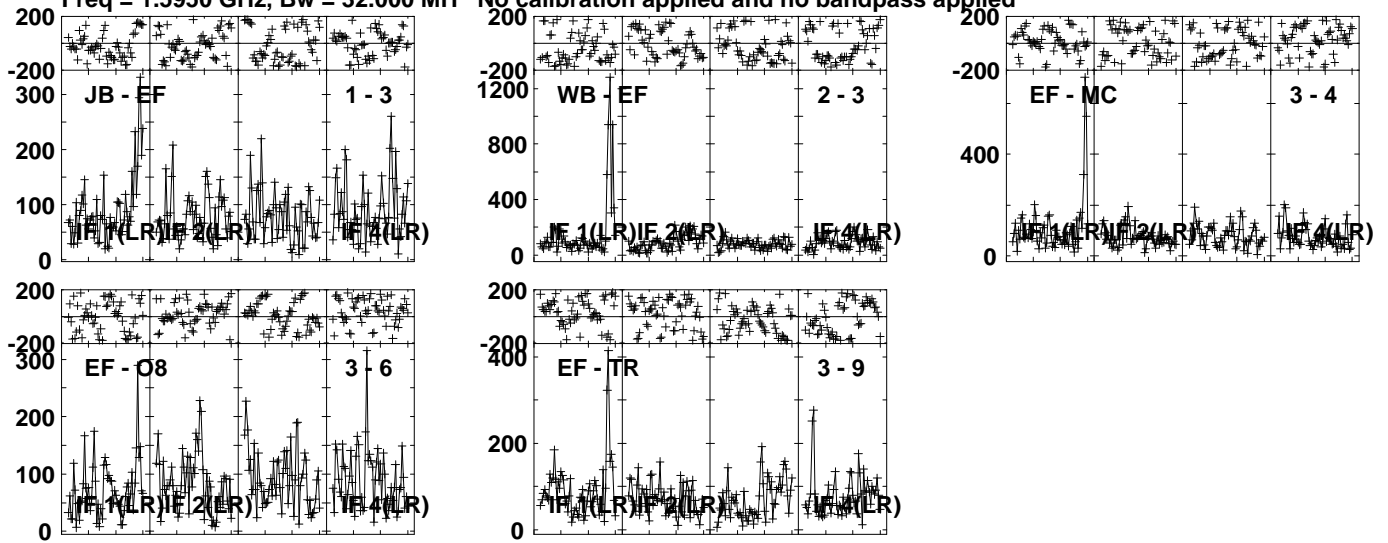 Freq = 1.5950 GHz, Bw = 32.000 MH No calibration applied and no bandpass applied
200
-200
JB - EF 1 - 3
300
200
100
0
IF 1(LR) IF 2(LR) IF 4(LR)
WB - EF 2 - 3
1200
800
400
0
IF 1(LR) IF 2(LR) IF 4(LR)
200
-200
EF - MC 3 - 4
400
0
IF 1(LR) IF 2(LR) IF 4(LR)
200
-200
EF - O8 3 - 6
300
200
100
0
IF 1(LR) IF 2(LR) IF 4(LR)
200
-200
EF - TR 3 - 9
400
200
0
IF 1(LR) IF 2(LR) IF 4(LR)
200
-200